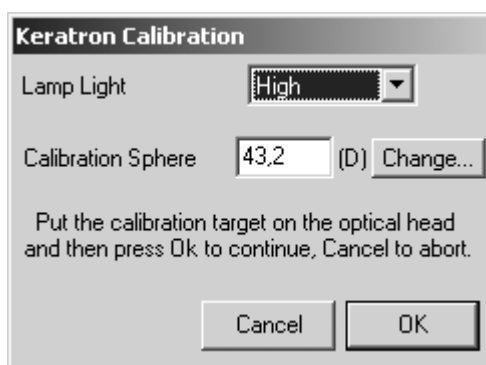 Keratron Calibration
Lamp Light High
Calibration Sphere 43,2 (D) Change...
Put the calibration target on the optical head
and then press Ok to continue, Cancel to abort.
Cancel OK